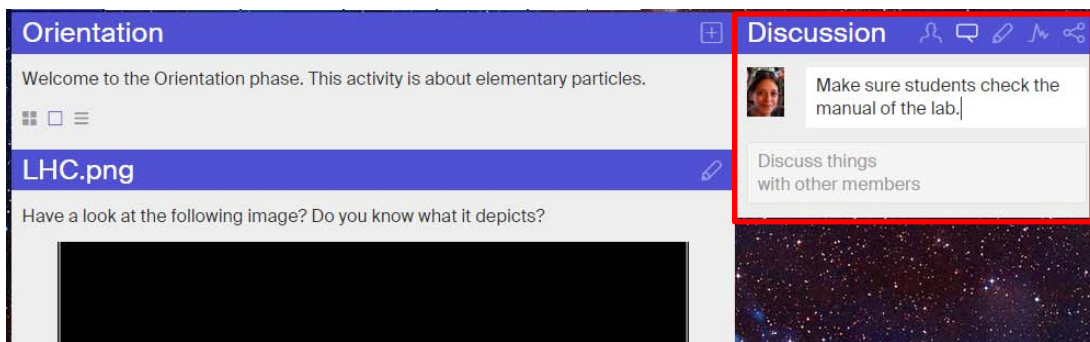 Orientation
Welcome to the Orientation phase. This activity is about elementary particles.
LHC.png
Have a look at the following image? Do you know what it depicts?
Discussion
Make sure students check the
manual of the lab.
Discuss things
with other members